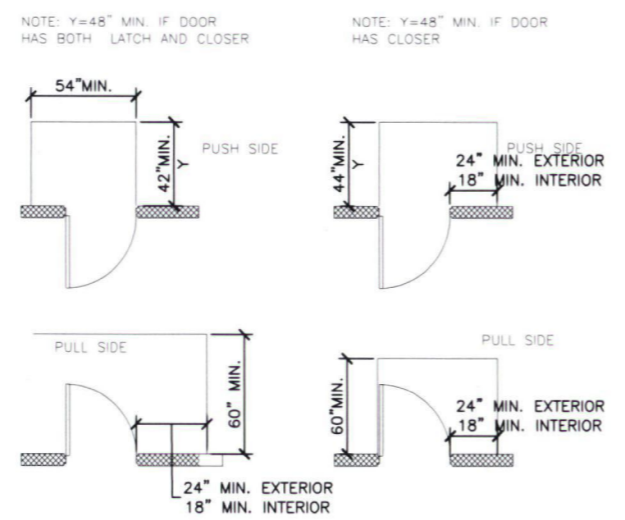 NOTE: Y=48" MIN. IF DOOR
HAS BOTH LATCH AND CLOSER
NOTE: Y=48" MIN. IF DOOR
HAS CLOSER
54"MIN.
42"MIN.
Y
PUSH SIDE
44"MIN.
Y
PUSH SIDE
24" MIN. EXTERIOR
18" MIN. INTERIOR
PULL SIDE
60" MIN.
24" MIN. EXTERIOR
18" MIN. INTERIOR
PULL SIDE
60" MIN.
24" MIN. EXTERIOR
18" MIN. INTERIOR